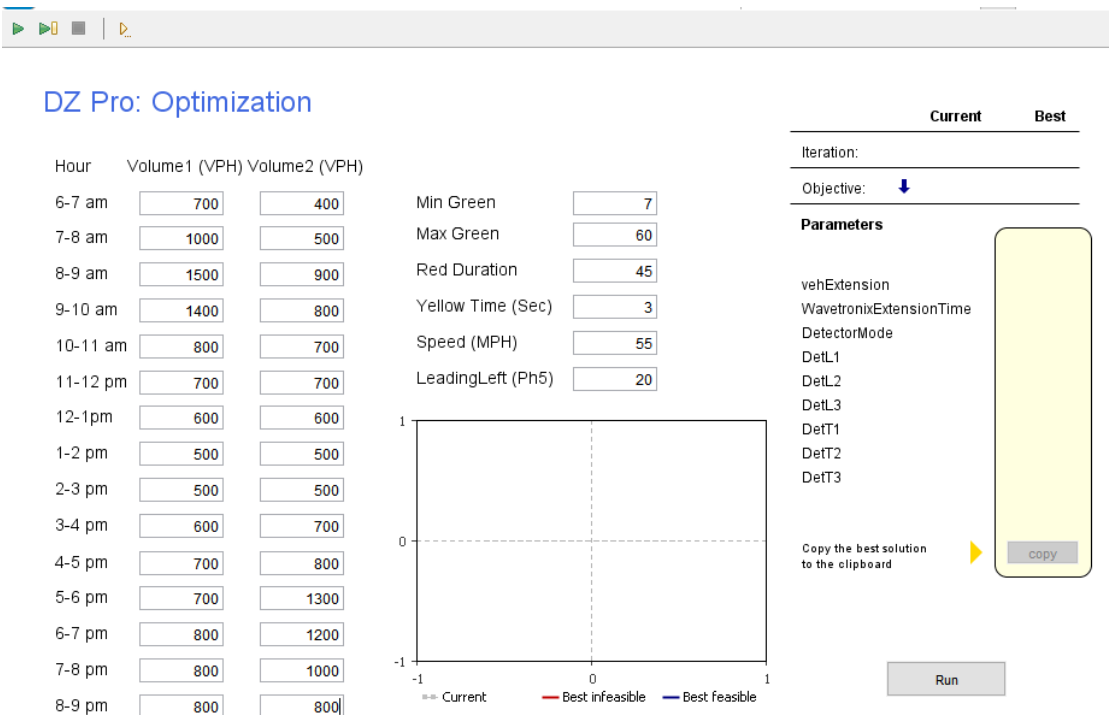 DZ Pro: Optimization
Current Best
Iteration:
Objective:
Parameters
vehExtension
WavetronixExtensionTime
DetectorMode
DetL1
DetL2
DetL3
DetT1
DetT2
DetT3
Copy the best solution
to the clipboard
copy
Run
Hour Volume1 (VPH) Volume2 (VPH)
6-7 am 700 400
7-8 am 1000 500
8-9 am 1500 900
9-10 am 1400 800
10-11 am 800 700
11-12 pm 700 700
12-1pm 600 600
1-2 pm 500 500
2-3 pm 500 500
3-4 pm 600 700
4-5 pm 700 800
5-6 pm 700 1300
6-7 pm 800 1200
7-8 pm 800 1000
8-9 pm 800 800
Min Green 7
Max Green 60
Red Duration 45
Yellow Time (Sec) 3
Speed (MPH) 55
LeadingLeft (Ph5) 20
1
0
-1
-1 0 1
Current Best infeasible Best feasible